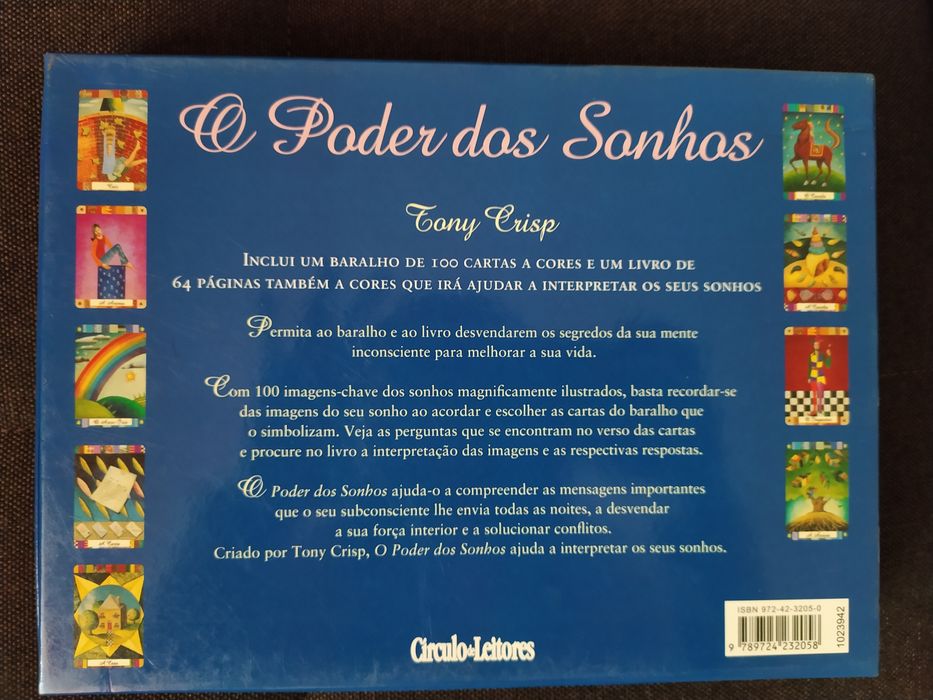 O Poder dos Sonhos
Tony Crisp
INCLUI UM BARALHO DE 100 CARTAS A CORES E UM LIVRO DE
64 PÁGINAS TAMBÉM A CORES QUE IRÁ AJUDAR A INTERPRETAR OS SEUS SONHOS
Permita ao baralho e ao livro desvendarem os segredos da sua mente
inconsciente para melhorar a sua vida.
Com 100 imagens-chave dos sonhos magnificamente ilustrados, basta recordar-se
das imagens do seu sonho ao acordar e escolher as cartas do baralho que
o simbolizam. Veja as perguntas que se encontram no verso das cartas
e procure no livro a interpretação das imagens e as respectivas respostas.
O Poder dos Sonhos ajuda-o a compreender as mensagens importantes
que o seu subconsciente lhe envia todas as noites, a desvendar
a sua força interior e a solucionar conflitos.
Criado por Tony Crisp, O Poder dos Sonhos ajuda a interpretar os seus sonhos.
Círculo de Leitores
ISBN 972-42-3205-0
9 789724 232058
1023942
O Arco-Íris
A Carta
A Casa